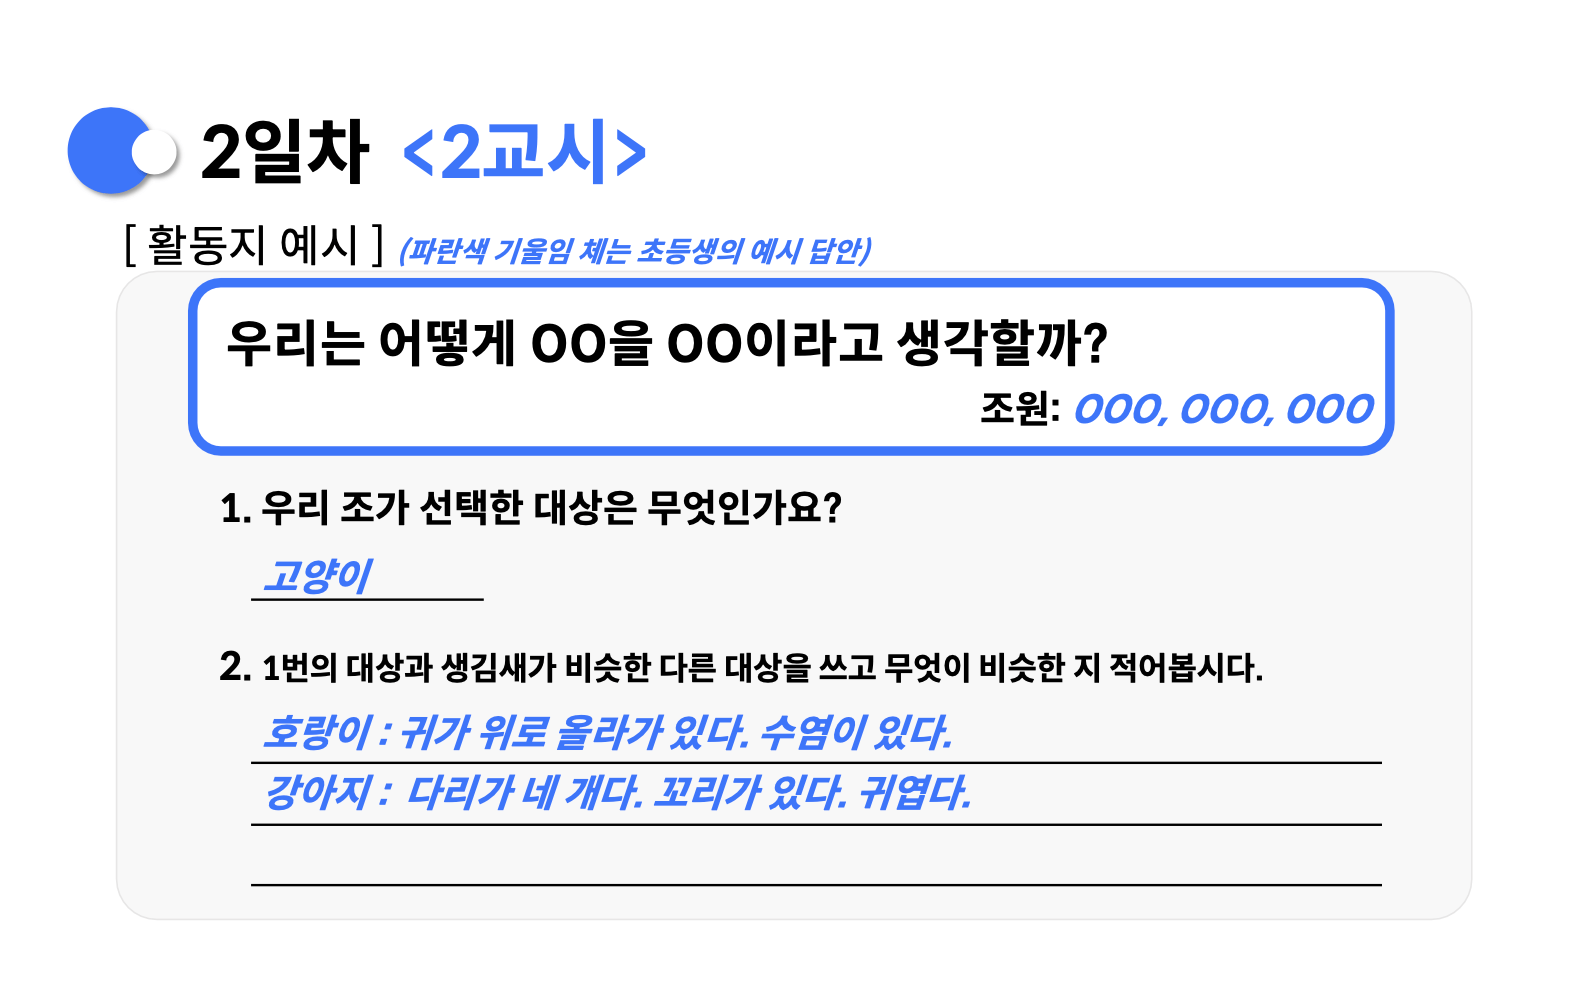 2일차 <2교시>
[ 활동지 예시 ] (파란색 기울임 체는 초등생의 예시 답안)
우리는 어떻게 OO을 OO이라고 생각할까?
조원: OOO, OOO, OOO
1. 우리 조가 선택한 대상은 무엇인가요?
고양이
2. 1번의 대상과 생김새가 비슷한 다른 대상을 쓰고 무엇이 비슷한 지 적어봅시다.
호랑이 : 귀가 위로 올라가 있다. 수염이 있다.
강아지 : 다리가 네 개다. 꼬리가 있다. 귀엽다.